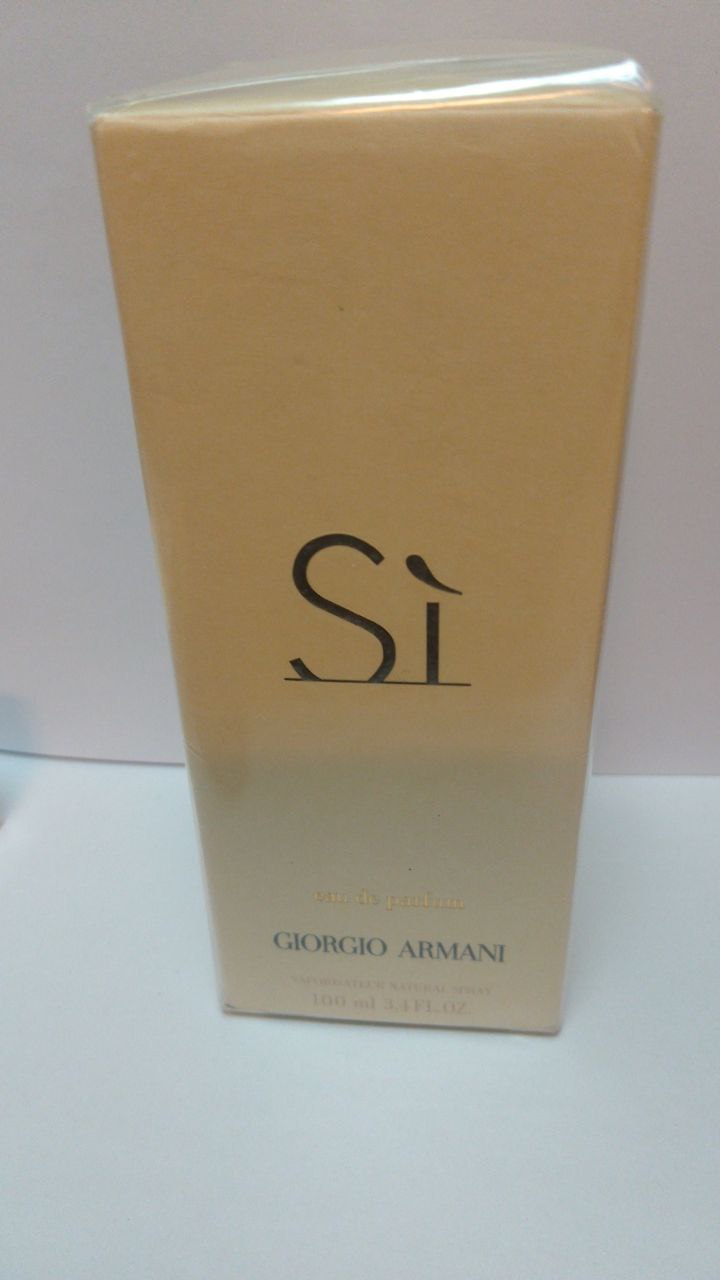 Sì
eau de parfum
GIORGIO ARMANI
VAPORISATEUR NATURAL SPRAY
100 ml 3.4 FL.OZ.